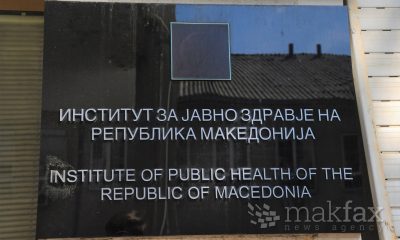 ИНСТИТУТ ЗА ЈАВНО ЗДРАВЈЕ НА
РЕПУБЛИКА МАКЕДОНИЈА
INSTITUTE OF PUBLIC HEALTH OF THE
REPUBLIC OF MACEDONIA
makfax
news agency